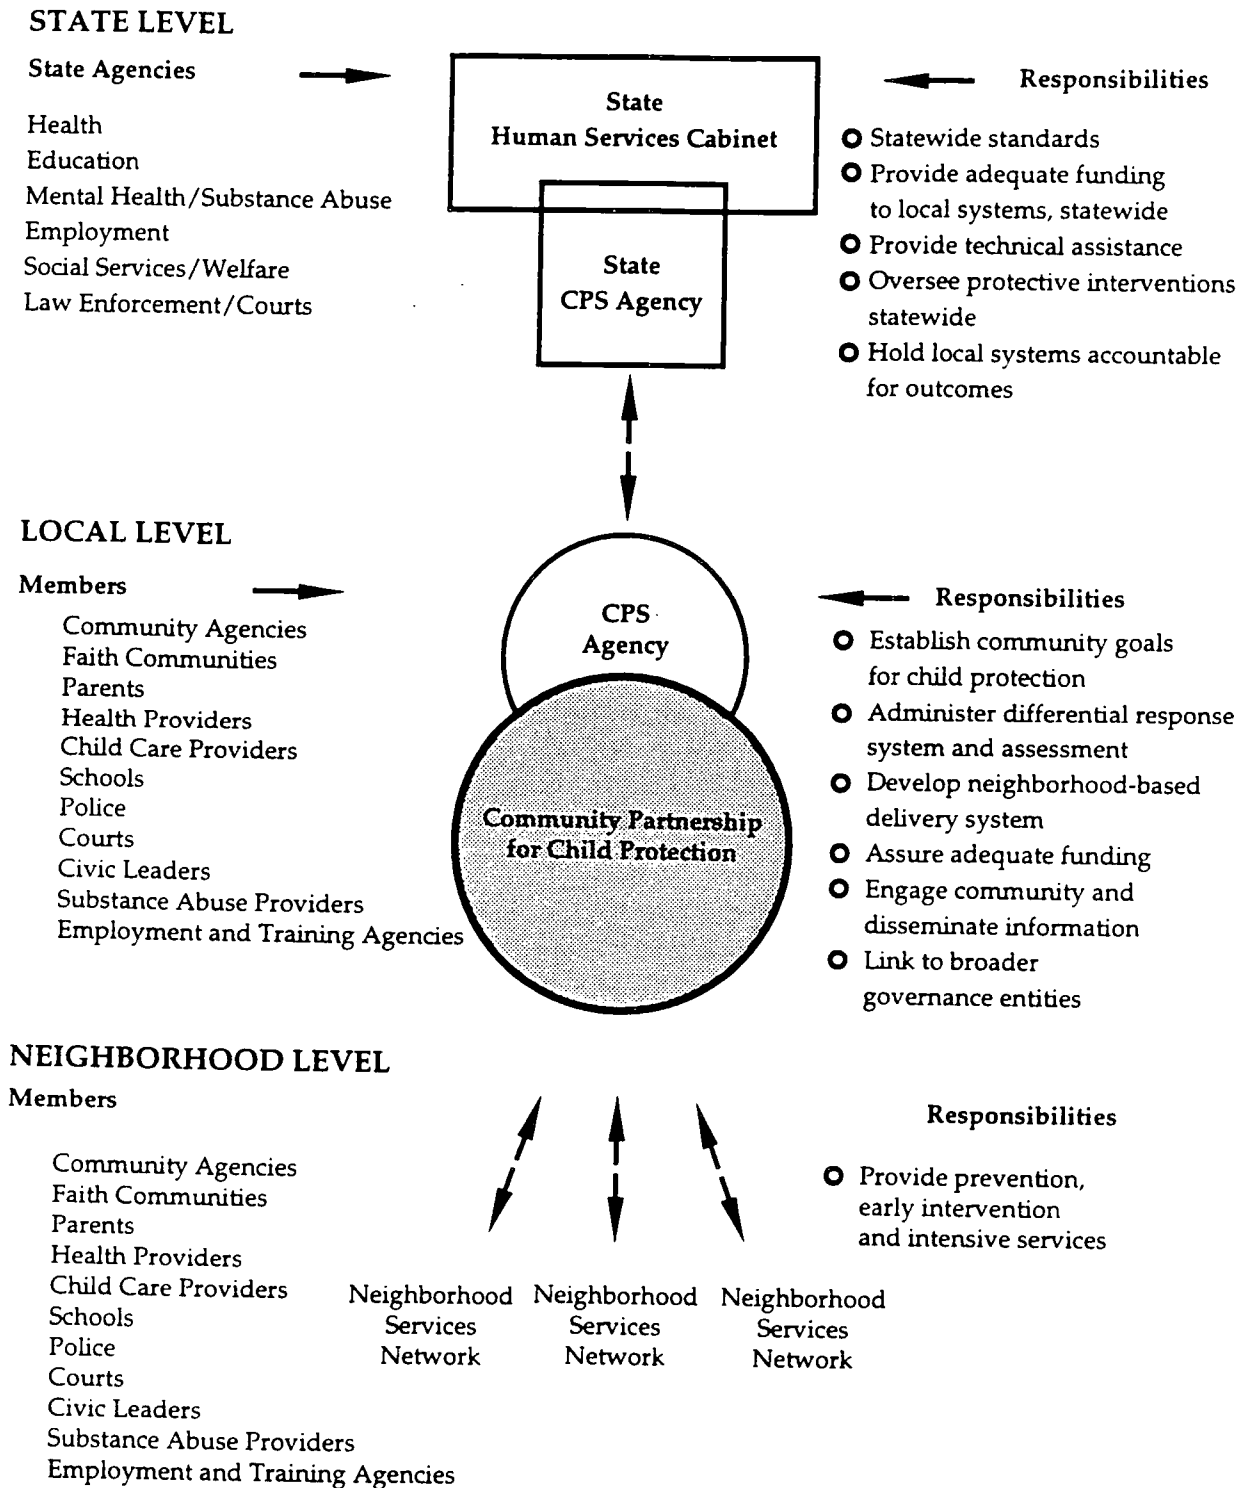 STATE LEVEL
State Agencies
Health
Education
Mental Health/Substance Abuse
Employment
Social Services/Welfare
Law Enforcement/Courts
State
Human Services Cabinet
State
CPS Agency
Responsibilities
Statewide standards
Provide adequate funding
to local systems, statewide
Provide technical assistance
Oversee protective interventions
statewide
Hold local systems accountable
for outcomes
LOCAL LEVEL
Members
Community Agencies
Faith Communities
Parents
Health Providers
Child Care Providers
Schools
Police
Courts
Civic Leaders
Substance Abuse Providers
Employment and Training Agencies
CPS
Agency
Community Partnership
for Child Protection
Responsibilities
Establish community goals
for child protection
Administer differential response
system and assessment
Develop neighborhood-based
delivery system
Assure adequate funding
Engage community and
disseminate information
Link to broader
governance entities
NEIGHBORHOOD LEVEL
Members
Community Agencies
Faith Communities
Parents
Health Providers
Child Care Providers
Schools
Police
Courts
Civic Leaders
Substance Abuse Providers
Employment and Training Agencies
Neighborhood
Services
Network
Neighborhood
Services
Network
Neighborhood
Services
Network
Responsibilities
Provide prevention,
early intervention
and intensive services